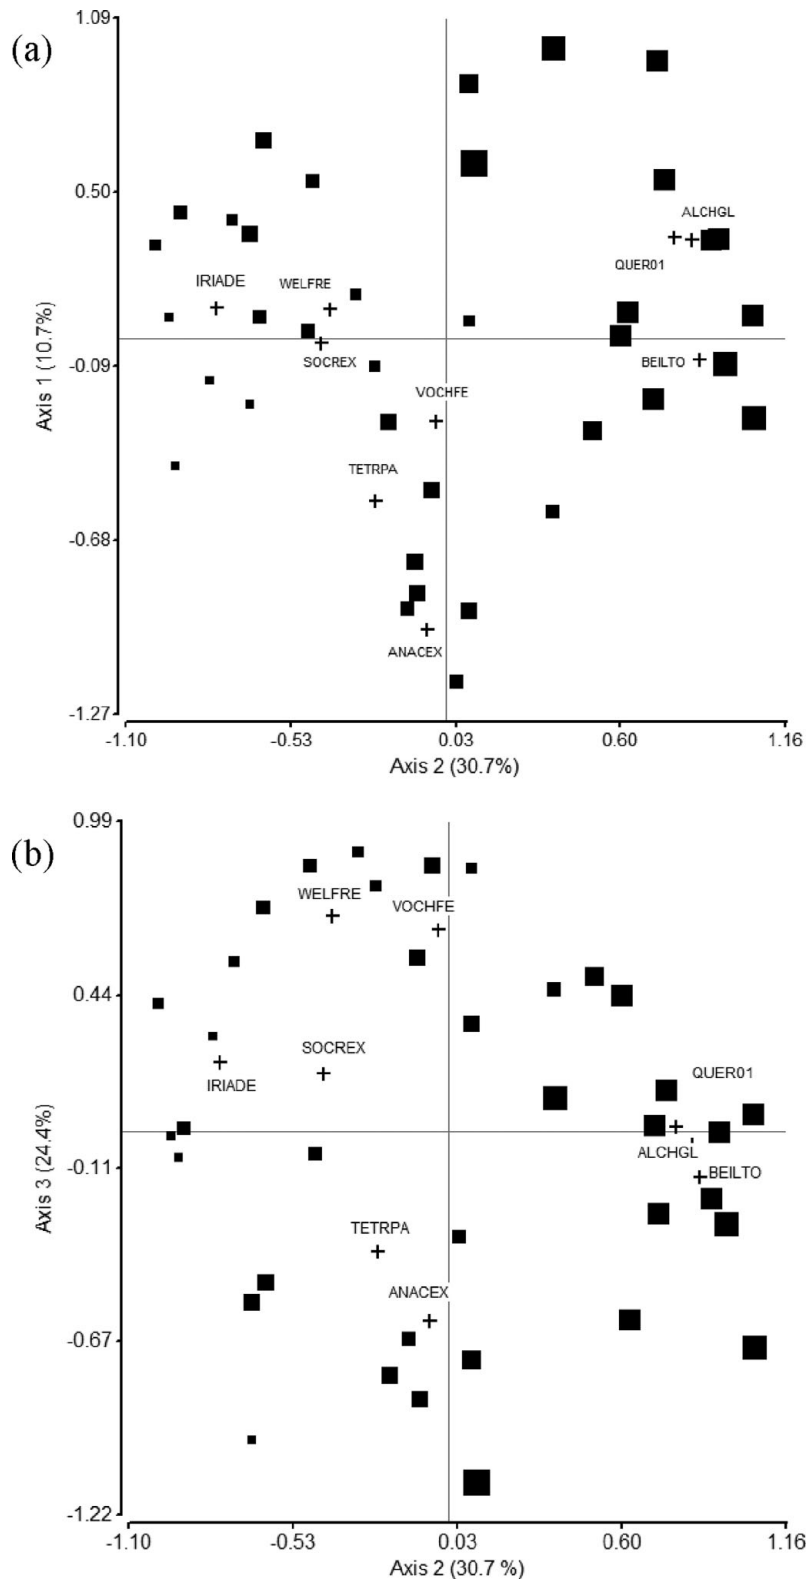 (a)
1.09
0.50
-0.09
-0.68
-1.27
Axis 1 (10.7%)
ALCHGL
QUER01
IRIADE
WELFRE
SOCREX
BEILTO
VOCHFE
TETRPA
ANACEX
-1.10 -0.53 0.03 0.60 1.16
Axis 2 (30.7%)
(b)
0.99
0.44
-0.11
-0.67
-1.22
Axis 3 (24.4%)
WELFRE
VOCHFE
SOCREX
IRIADE
QUER01
ALCHGL
BEILTO
TETRPA
ANACEX
-1.10 -0.53 0.03 0.60 1.16
Axis 2 (30.7 %)